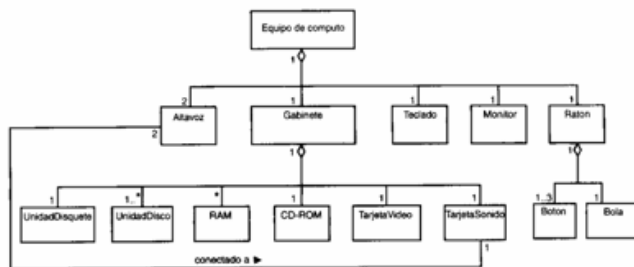 Equipo de computo
1
2 1 1 1 1
Altavoz Gabinete Teclado Monitor Raton
2 1 1
1 1..* * 1 1 1 1..3 1
UnidadDisquete UnidadDisco RAM CD-ROM TarjetaVideo TarjetaSonido Boton Bola
conectado a ► 1